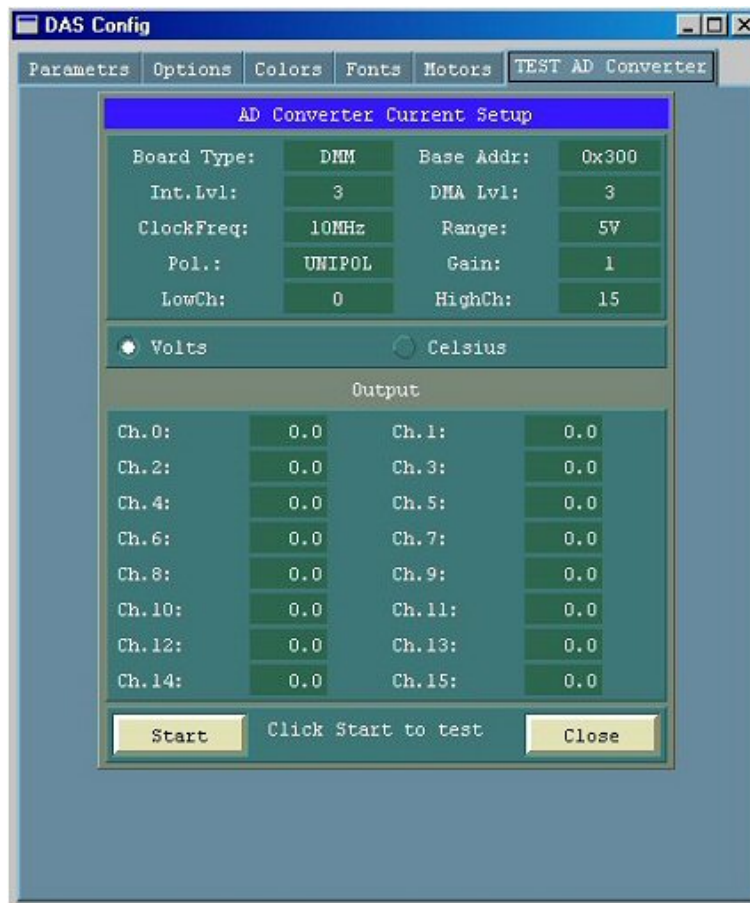 DAS Config
Parametrs Options Colors Fonts Motors TEST AD Converter
AD Converter Current Setup
Board Type: DMM Base Addr: 0x300
Int.Lvl: 3 DMA Lvl: 3
ClockFreq: 10MHz Range: 5V
Pol.: UNIPOL Gain: 1
LowCh: 0 HighCh: 15
Volts Celsius
Output
Ch.0: 0.0 Ch.1: 0.0
Ch.2: 0.0 Ch.3: 0.0
Ch.4: 0.0 Ch.5: 0.0
Ch.6: 0.0 Ch.7: 0.0
Ch.8: 0.0 Ch.9: 0.0
Ch.10: 0.0 Ch.11: 0.0
Ch.12: 0.0 Ch.13: 0.0
Ch.14: 0.0 Ch.15: 0.0
Start Click Start to test Close